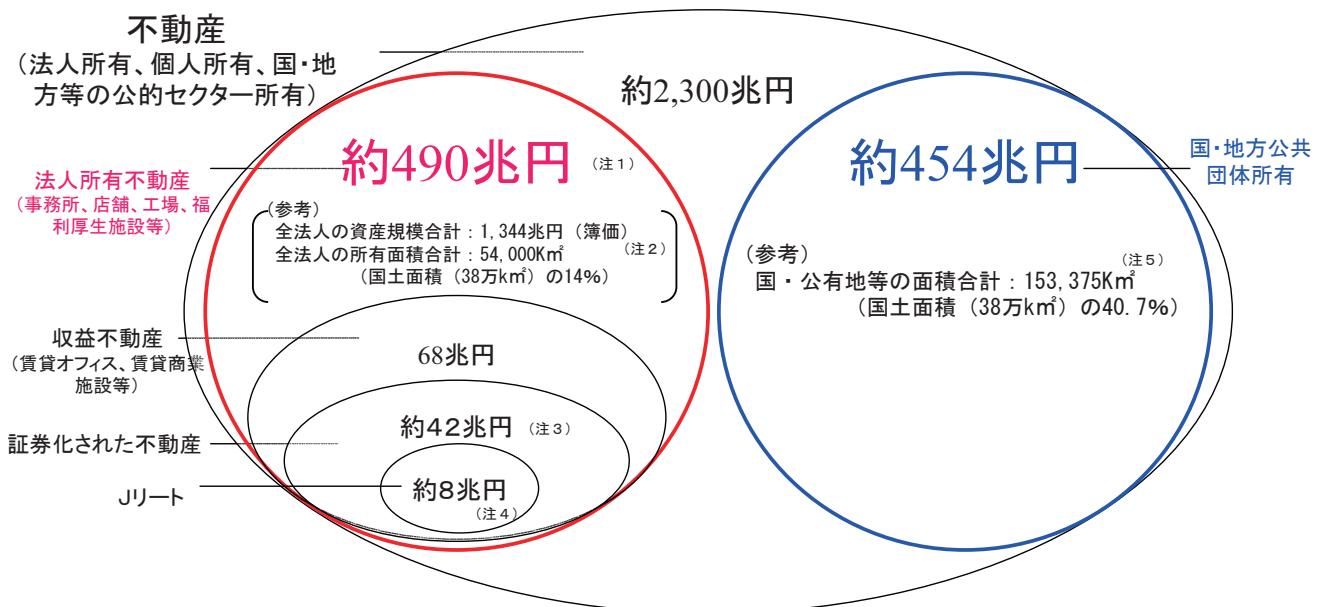 不動産
（法人所有、個人所有、国・地
方等の公的セクター所有）
約2,300兆円
約490兆円 （注１）
法人所有不動産
（事務所、店舗、工場、福
利厚生施設等）
（参考）
全法人の資産規模合計：1,344兆円（簿価）
全法人の所有面積合計：54,000K㎡ （注２）
（国土面積（38万k㎡）の14%）
約454兆円
国・地方公共
団体所有
（参考） （注５）
国・公有地等の面積合計：153,375K㎡
（国土面積（38万k㎡）の40.7%）
収益不動産
（賃貸オフィス、賃貸商業
施設等）
68兆円
証券化された不動産
約42兆円 （注３）
Ｊリート
約8兆円
（注４）